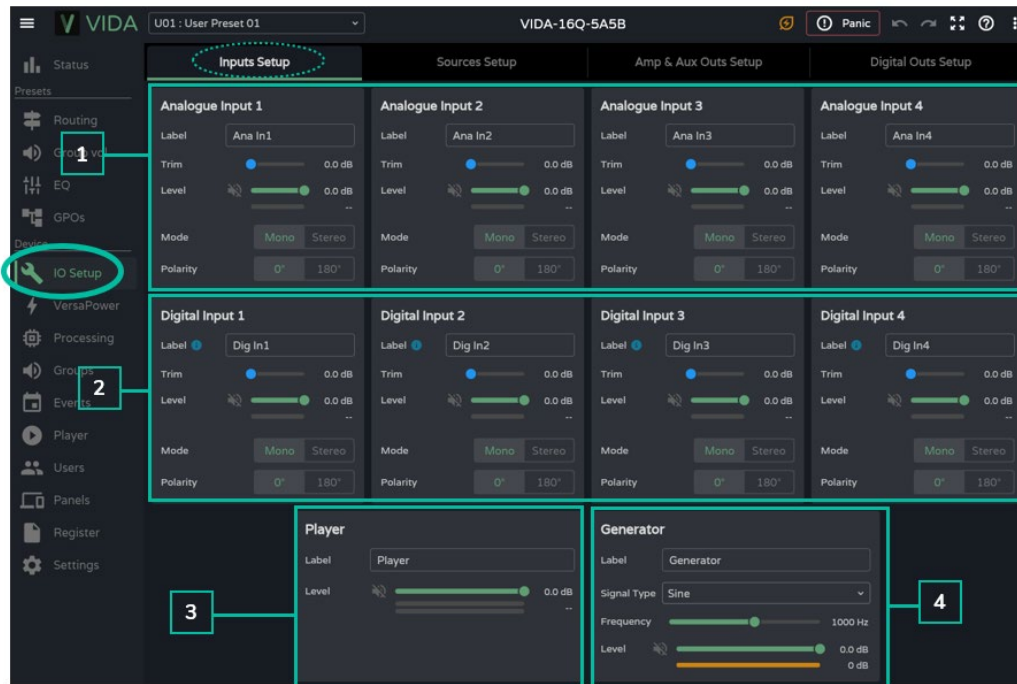 VIDA
U01 : User Preset 01
VIDA-16Q-5A5B
Panic
Status
Presets
Routing
Group vol
EQ
GPOs
Device
IO Setup
VersaPower
Processing
Groups
Events
Player
Users
Panels
Register
Settings
Inputs Setup
Sources Setup
Amp & Aux Outs Setup
Digital Outs Setup
1
Analogue Input 1
Label Ana In1
Trim 0.0 dB
Level 0.0 dB
--
Mode Mono Stereo
Polarity 0° 180°
Analogue Input 2
Label Ana In2
Trim 0.0 dB
Level 0.0 dB
--
Mode Mono Stereo
Polarity 0° 180°
Analogue Input 3
Label Ana In3
Trim 0.0 dB
Level 0.0 dB
--
Mode Mono Stereo
Polarity 0° 180°
Analogue Input 4
Label Ana In4
Trim 0.0 dB
Level 0.0 dB
--
Mode Mono Stereo
Polarity 0° 180°
2
Digital Input 1
Label Dig In1
Trim 0.0 dB
Level 0.0 dB
--
Mode Mono Stereo
Polarity 0° 180°
Digital Input 2
Label Dig In2
Trim 0.0 dB
Level 0.0 dB
--
Mode Mono Stereo
Polarity 0° 180°
Digital Input 3
Label Dig In3
Trim 0.0 dB
Level 0.0 dB
--
Mode Mono Stereo
Polarity 0° 180°
Digital Input 4
Label Dig In4
Trim 0.0 dB
Level 0.0 dB
--
Mode Mono Stereo
Polarity 0° 180°
3
Player
Label Player
Level 0.0 dB
--
Generator
Label Generator
Signal Type Sine
Frequency 1000 Hz
Level 0.0 dB
0 dB
4